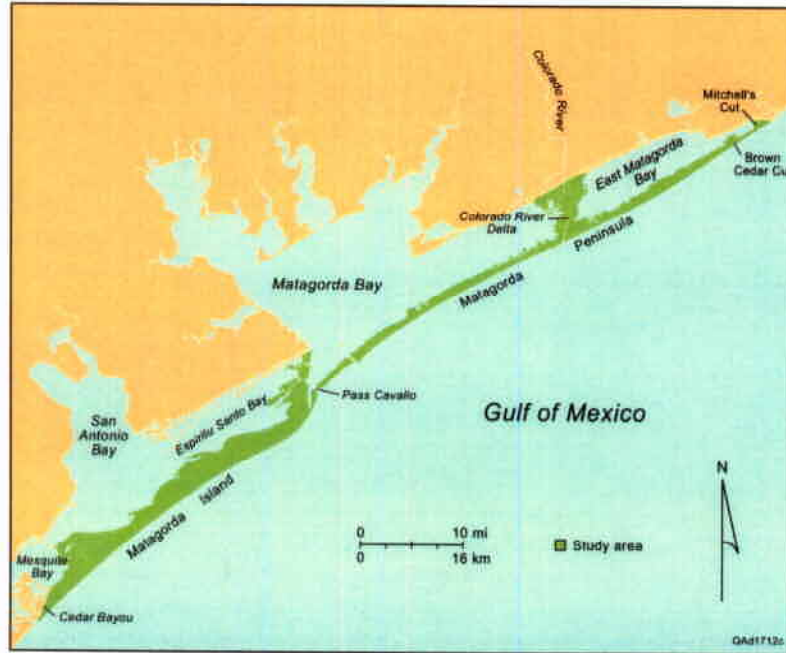 Colorado River
Mitchell's
Cut
East Matagorda
Bay
Brown
Cedar Cu
Colorado River
Delta
Peninsula
Matagorda
Matagorda Bay
Pass Cavallo
Gulf of Mexico
Espiritu Santo Bay
San
Antonio
Bay
Matagorda Island
N
0 10 mi
0 16 km
Study area
Mesquite
Bay
Cedar Bayou
QAd1712c